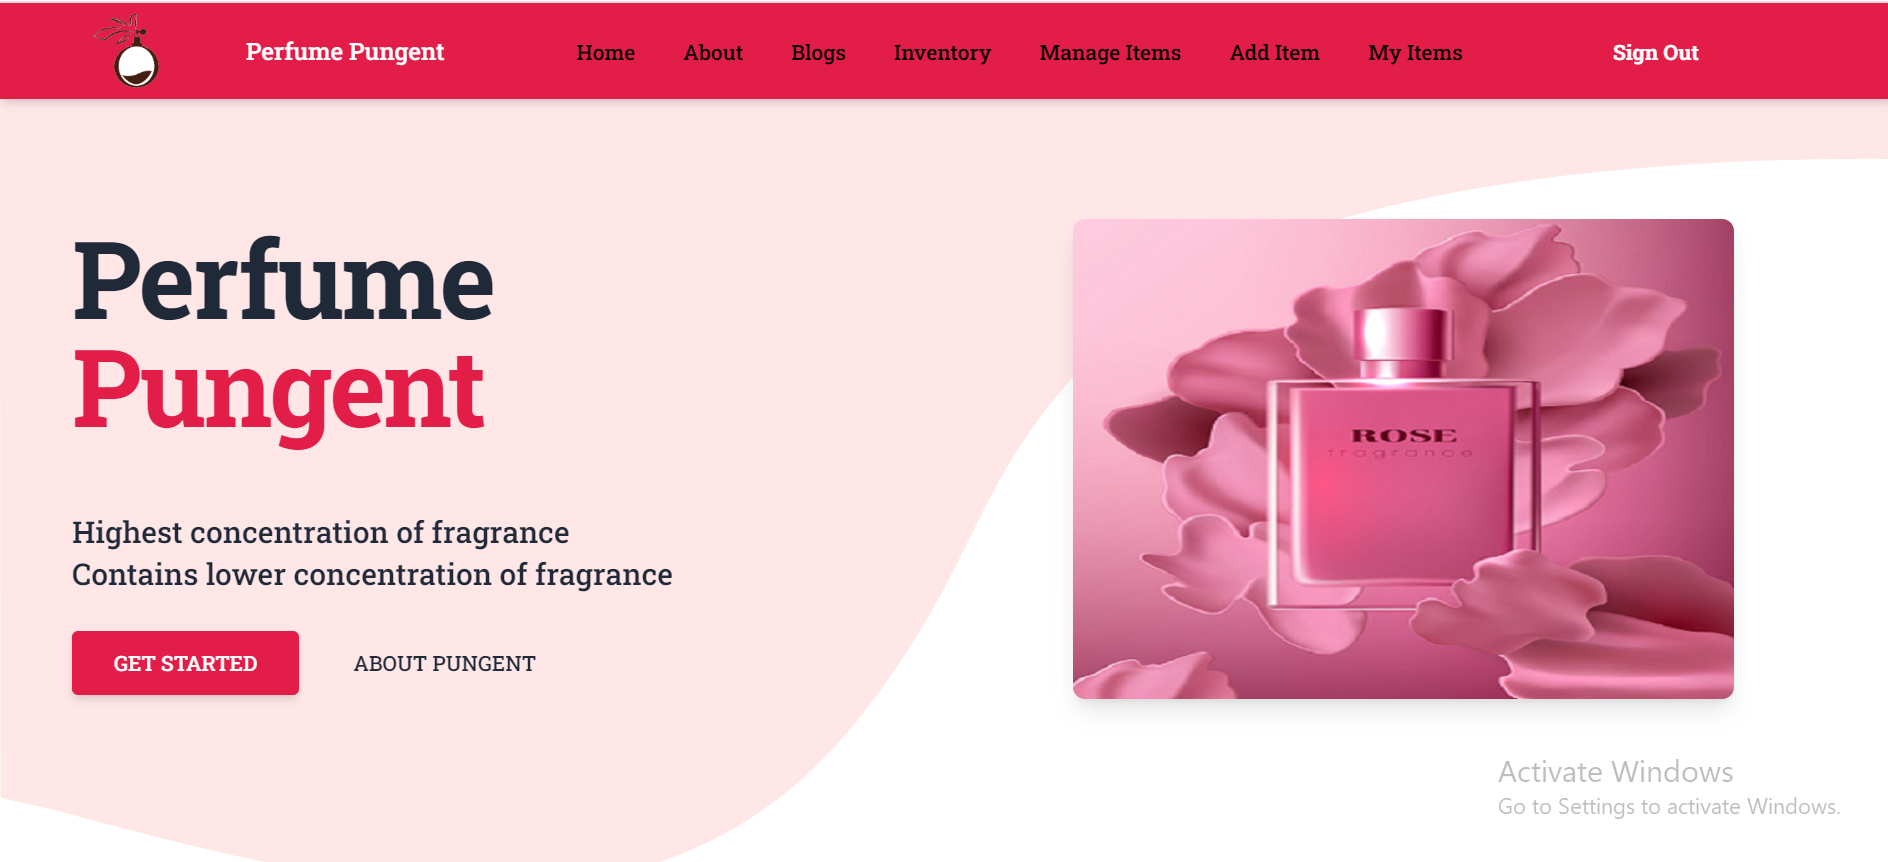 Perfume Pungent
Home About Blogs Inventory Manage Items Add Item My Items
Sign Out
Perfume
Pungent
Highest concentration of fragrance
Contains lower concentration of fragrance
GET STARTED
ABOUT PUNGENT
ROSE
fragrance
Activate Windows
Go to Settings to activate Windows.